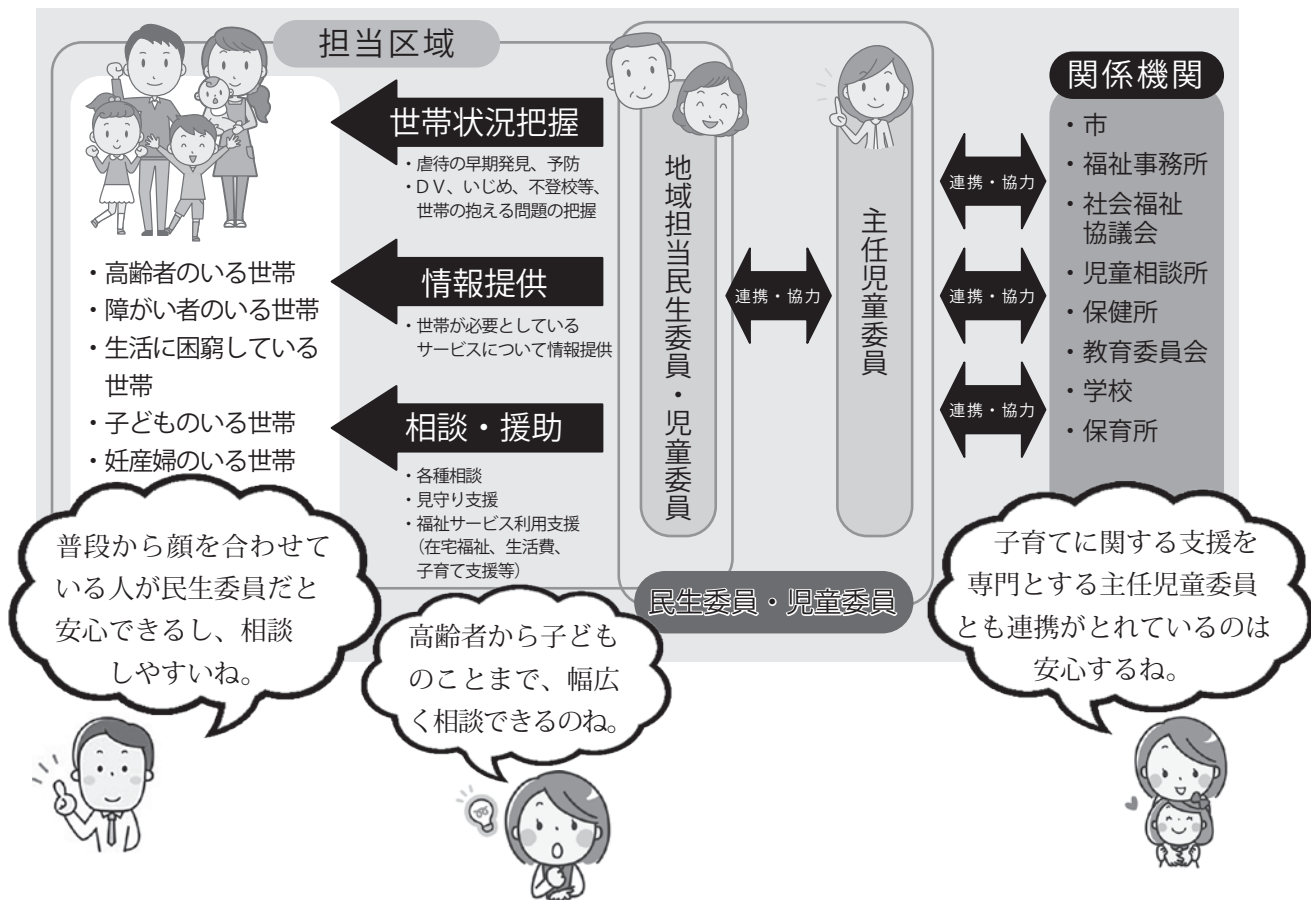 担当区域
・高齢者のいる世帯
・障がい者のいる世帯
・生活に困窮している
世帯
・子どものいる世帯
・妊産婦のいる世帯
世帯状況把握
・虐待の早期発見、予防
・ＤＶ、いじめ、不登校等、
世帯の抱える問題の把握
情報提供
・世帯が必要としている
サービスについて情報提供
相談・援助
・各種相談
・見守り支援
・福祉サービス利用支援
（在宅福祉、生活費、
子育て支援等）
地域担当民生委員・児童委員
連携・協力
主任児童委員
民生委員・児童委員
連携・協力
連携・協力
連携・協力
関係機関
・市
・福祉事務所
・社会福祉
協議会
・児童相談所
・保健所
・教育委員会
・学校
・保育所
普段から顔を合わせて
いる人が民生委員だと
安心できるし、相談
しやすいね。
高齢者から子ども
のことまで、幅広
く相談できるのね。
子育てに関する支援を
専門とする主任児童委員
とも連携がとれているのは
安心するね。